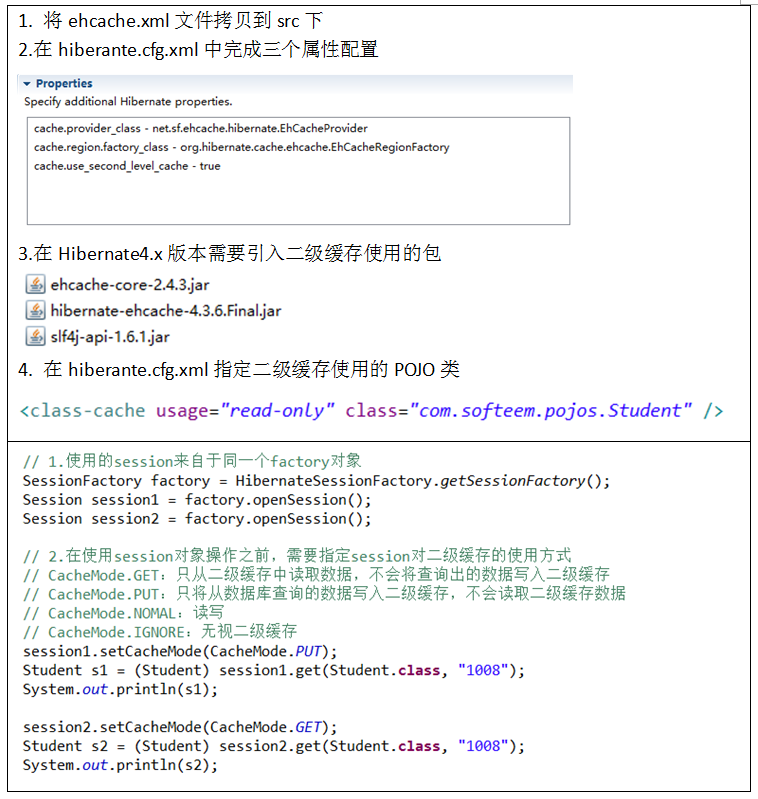 1.  将 ehcache.xml 文件拷贝到 src 下
2.在 hiberante.cfg.xml 中完成三个属性配置
Properties
Specify additional Hibernate properties.
cache.provider_class - net.sf.ehcache.hibernate.EhCacheProvider
cache.region.factory_class - org.hibernate.cache.ehcache.EhCacheRegionFactory
cache.use_second_level_cache - true
3.在 Hibernate4.x 版本需要引入二级缓存使用的包
ehcache-core-2.4.3.jar
hibernate-ehcache-4.3.6.Final.jar
slf4j-api-1.6.1.jar
4.  在 hiberante.cfg.xml 指定二级缓存使用的 POJO 类
<class-cache usage="read-only" class="com.softeem.pojos.Student" />
// 1.使用的session来自于同一个factory对象
SessionFactory factory = HibernateSessionFactory.getSessionFactory();
Session session1 = factory.openSession();
Session session2 = factory.openSession();
// 2.在使用session对象操作之前，需要指定session对二级缓存的使用方式
// CacheMode.GET：只从二级缓存中读取数据，不会将查询出的数据写入二级缓存
// CacheMode.PUT：只将从数据库查询的数据写入二级缓存，不会读取二级缓存数据
// CacheMode.NOMAL：读写
// CacheMode.IGNORE：无视二级缓存
session1.setCacheMode(CacheMode.PUT);
Student s1 = (Student) session1.get(Student.class, "1008");
System.out.println(s1);
session2.setCacheMode(CacheMode.GET);
Student s2 = (Student) session2.get(Student.class, "1008");
System.out.println(s2);